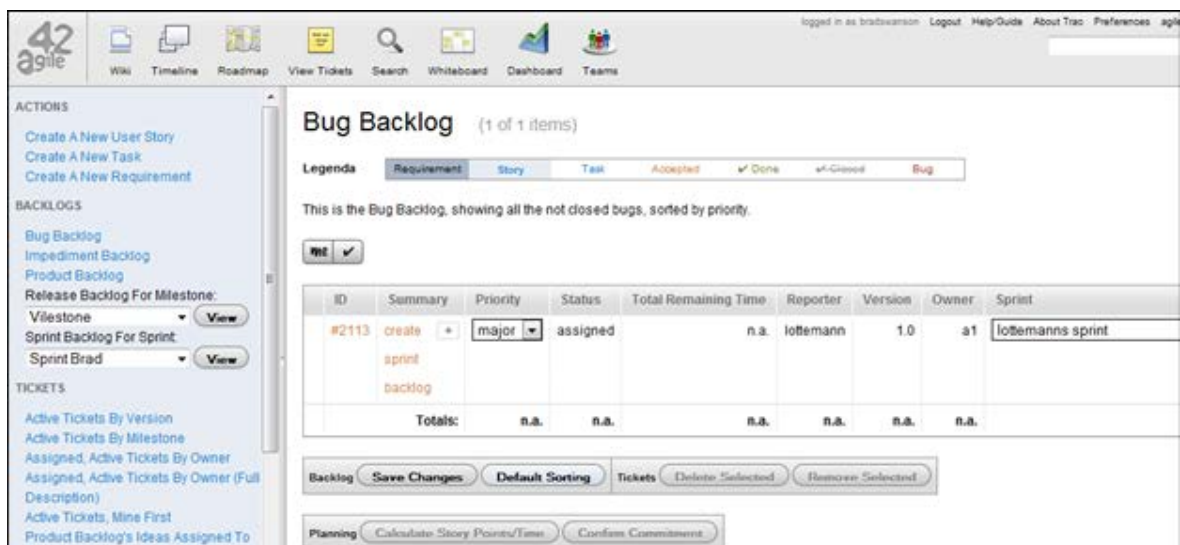 logged in as bradswanson Logout Help/Guide About Trac Preferences agile
42
agile
Wiki Timeline Roadmap View Tickets Search Whiteboard Dashboard Teams
ACTIONS
Create A New User Story
Create A New Task
Create A New Requirement
BACKLOGS
Bug Backlog
Impediment Backlog
Product Backlog
Release Backlog For Milestone:
Vilestone View
Sprint Backlog For Sprint:
Sprint Brad View
TICKETS
Active Tickets By Version
Active Tickets By Milestone
Assigned, Active Tickets By Owner
Assigned, Active Tickets By Owner (Full
Description)
Active Tickets, Mine First
Product Backlog's Ideas Assigned To
Bug Backlog (1 of 1 items)
Legenda Requirement Story Task Accepted ✔ Done ✔ Closed Bug
This is the Bug Backlog, showing all the not closed bugs, sorted by priority.
me ✔
ID Summary Priority Status Total Remaining Time Reporter Version Owner Sprint
#2113 create + major assigned n.a. lottemann 1.0 a1 lottemanns sprint
sprint
backlog
Totals: n.a. n.a. n.a. n.a. n.a. n.a.
Backlog Save Changes Default Sorting Tickets Delete Selected Remove Selected
Planning Calculate Story Points/Time Confirm Commitment